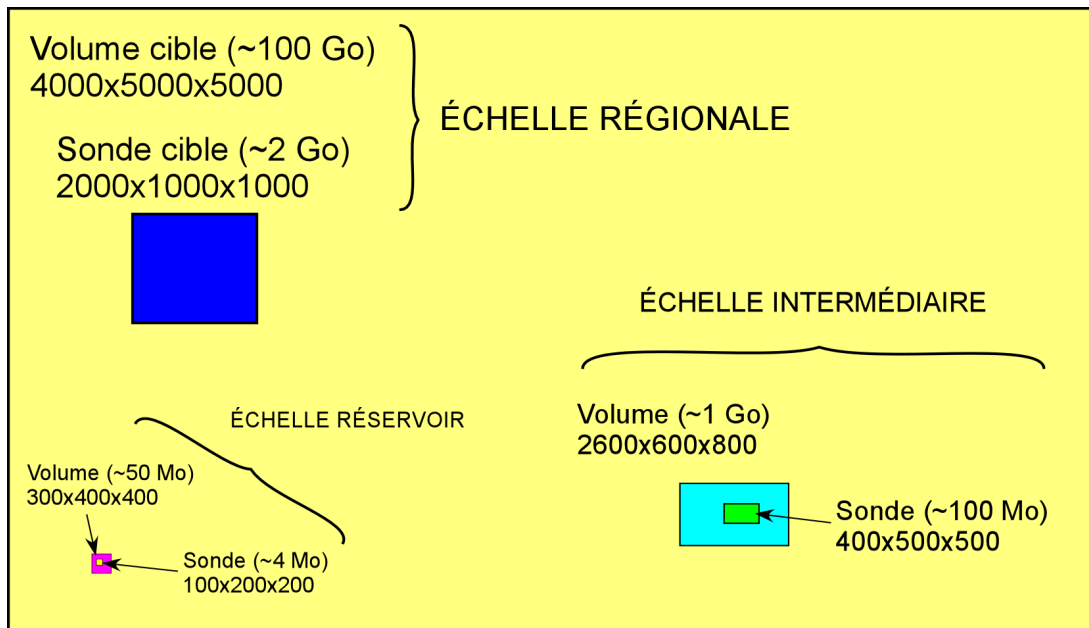 Volume cible (~100 Go)
4000x5000x5000
ÉCHELLE RÉGIONALE
Sonde cible (~2 Go)
2000x1000x1000
ÉCHELLE INTERMÉDIAIRE
Volume (~1 Go)
2600x600x800
Sonde (~100 Mo)
400x500x500
ÉCHELLE RÉSERVOIR
Volume (~50 Mo)
300x400x400
Sonde (~4 Mo)
100x200x200